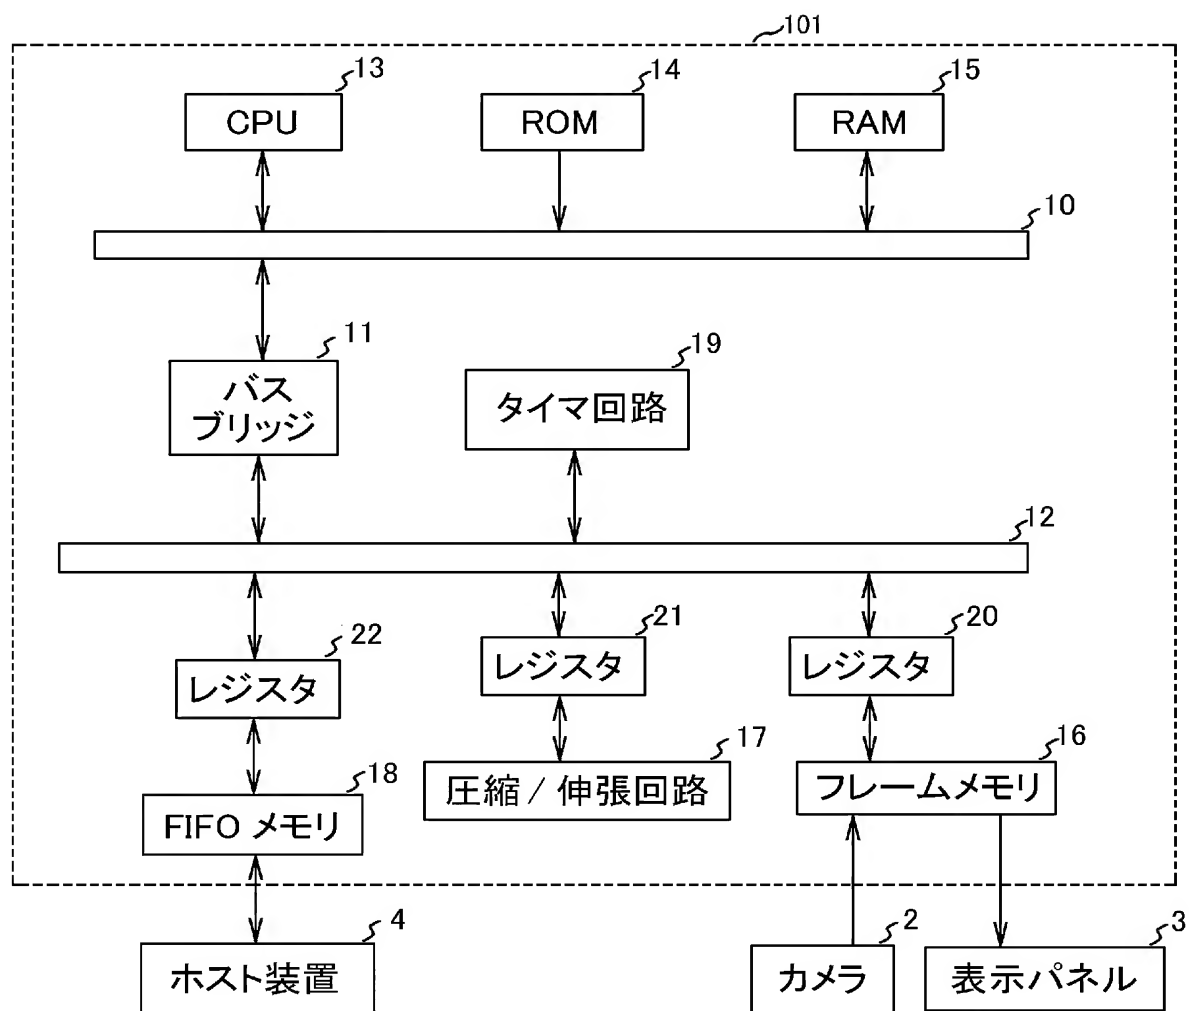 101
13
14
15
CPU
ROM
RAM
10
11
19
バス
ブリッジ
タイマ回路
12
22
21
20
レジスタ
レジスタ
レジスタ
18
17
16
FIFO メモリ
圧縮 / 伸張回路
フレームメモリ
4
2
3
ホスト装置
カメラ
表示パネル